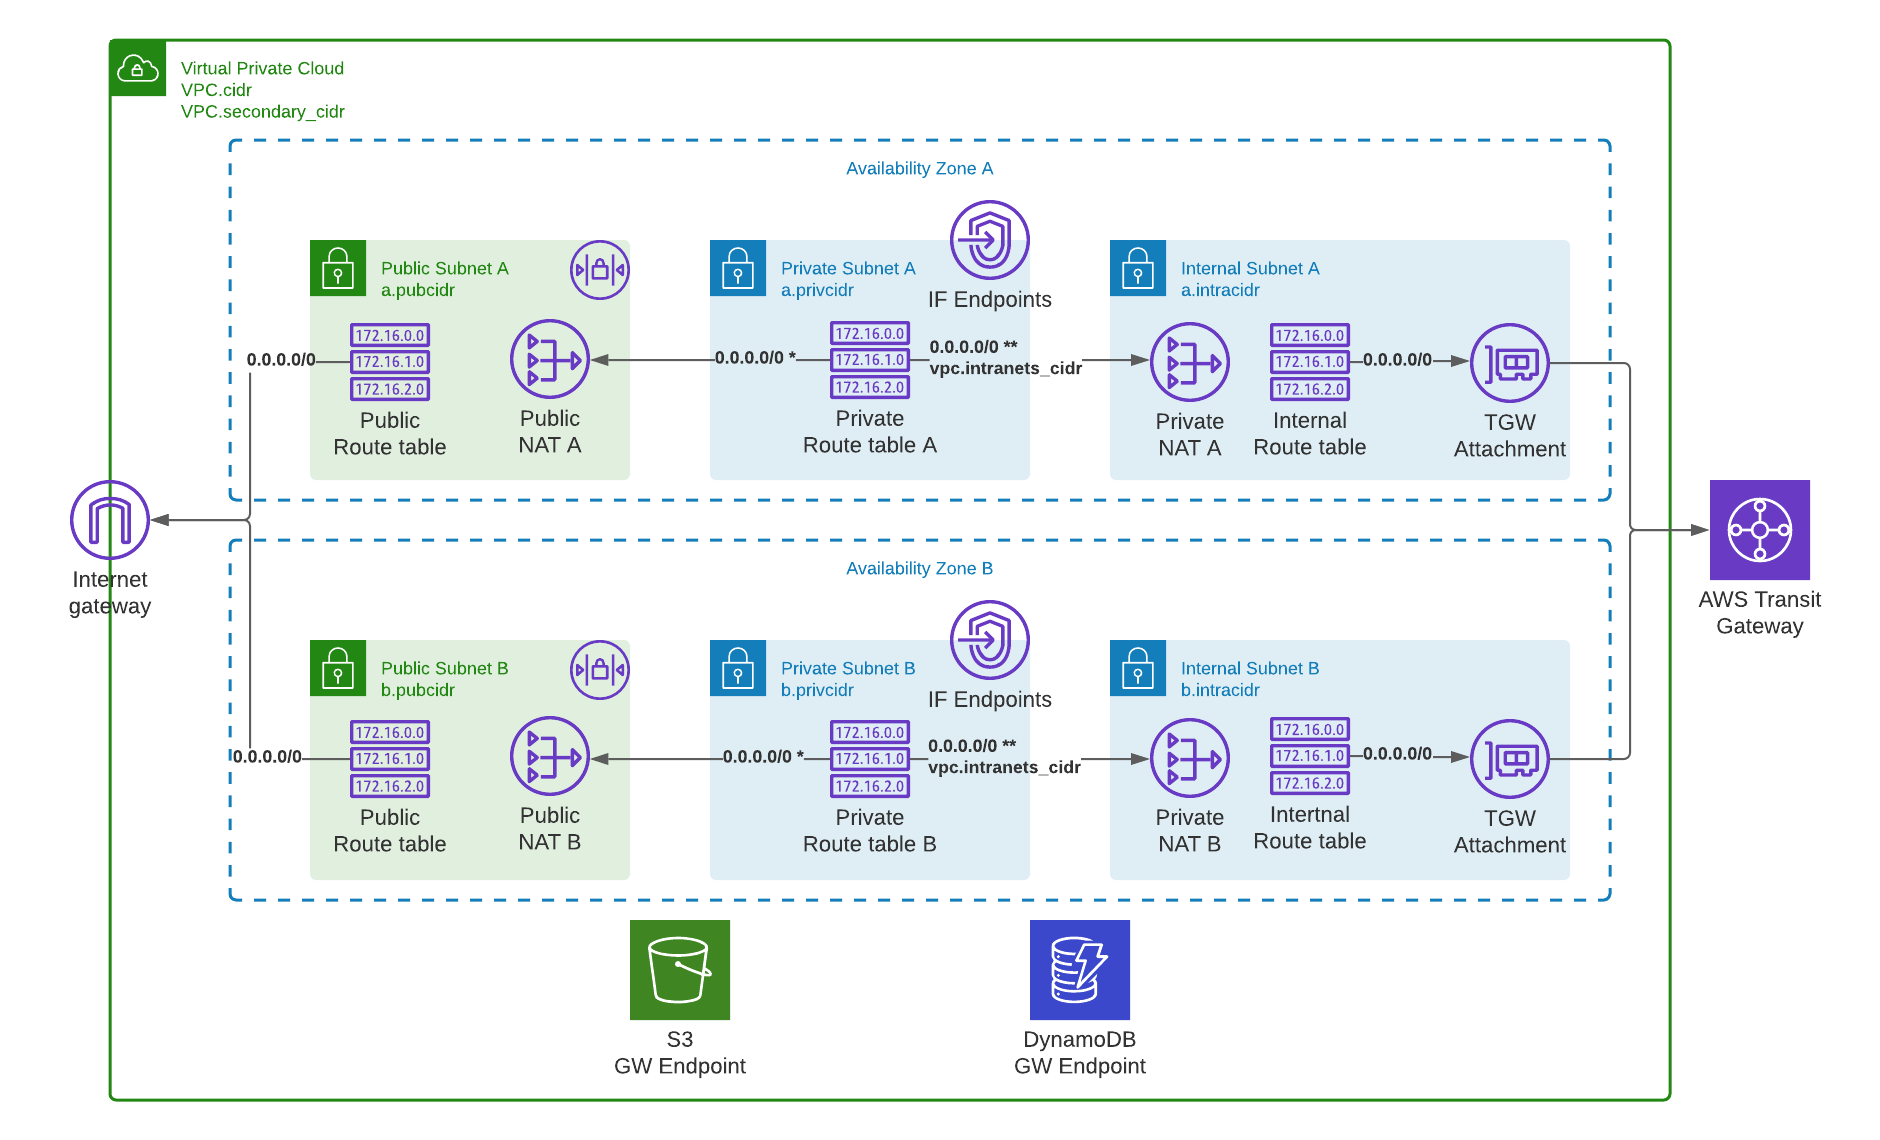 Virtual Private Cloud
VPC.cidr
VPC.secondary_cidr
Availability Zone A
Public Subnet A
a.pubcidr
Private Subnet A
a.privcidr
IF Endpoints
Internal Subnet A
a.intracidr
0.0.0.0/0
172.16.0.0
172.16.1.0
172.16.2.0
Public
Route table
Public
NAT A
0.0.0.0/0 *
172.16.0.0
172.16.1.0
172.16.2.0
Private
Route table A
0.0.0.0/0 **
vpc.intranets_cidr
Private
NAT A
172.16.0.0
172.16.1.0
172.16.2.0
Internal
Route table
0.0.0.0/0
TGW
Attachment
Internet
gateway
AWS Transit
Gateway
Availability Zone B
Public Subnet B
b.pubcidr
Private Subnet B
b.privcidr
IF Endpoints
Internal Subnet B
b.intracidr
0.0.0.0/0
172.16.0.0
172.16.1.0
172.16.2.0
Public
Route table
Public
NAT B
0.0.0.0/0 *
172.16.0.0
172.16.1.0
172.16.2.0
Private
Route table B
0.0.0.0/0 **
vpc.intranets_cidr
Private
NAT B
172.16.0.0
172.16.1.0
172.16.2.0
Intertnal
Route table
0.0.0.0/0
TGW
Attachment
S3
GW Endpoint
DynamoDB
GW Endpoint